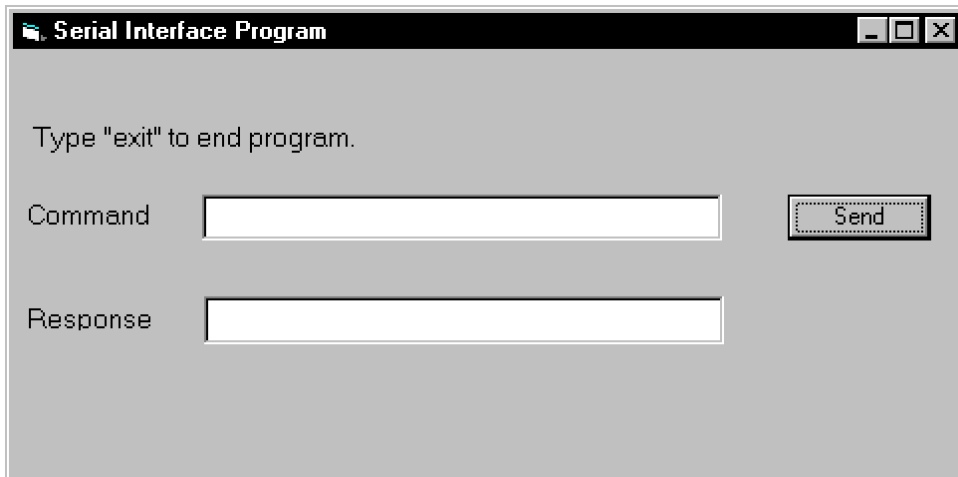 Serial Interface Program
Type "exit" to end program.
Command
Send
Response